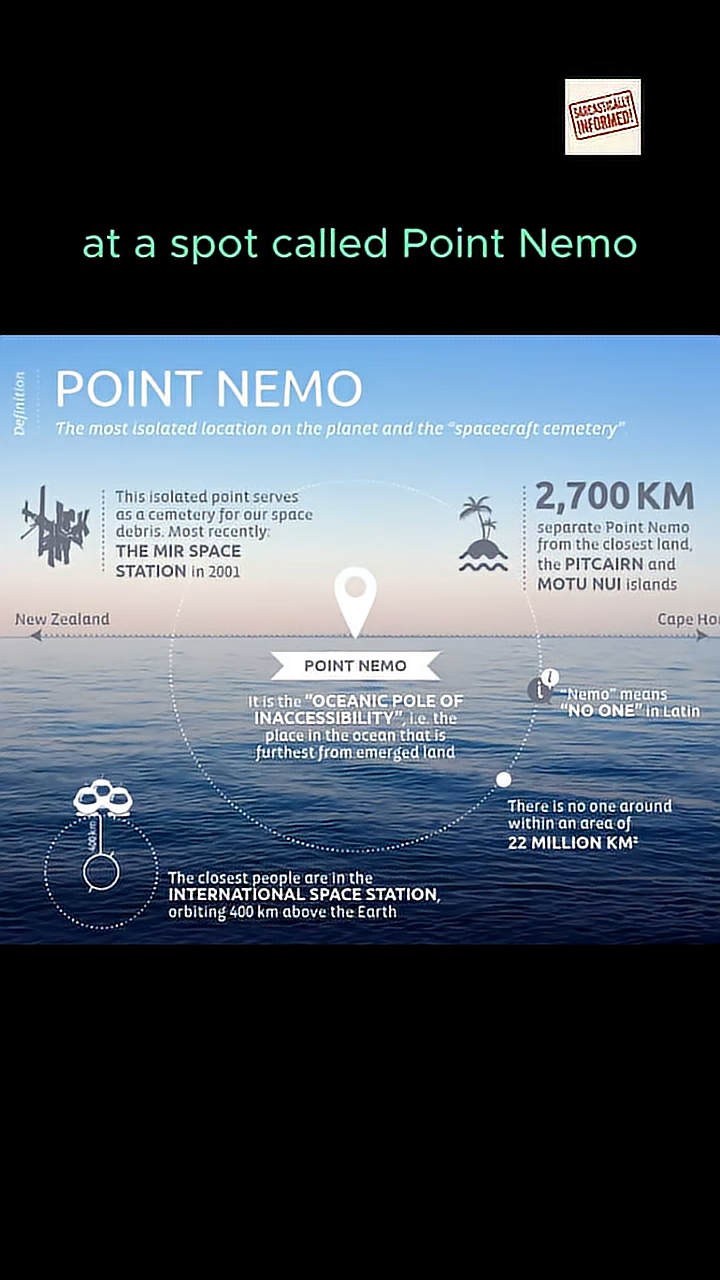 SARCASTICALLY
INFORMED!
at a spot called Point Nemo
Definition
POINT NEMO
The most isolated location on the planet and the "spacecraft cemetery"
This isolated point serves
as a cemetery for our space
debris. Most recently:
THE MIR SPACE
STATION in 2001
2,700 KM
separate Point Nemo
from the closest land,
the PITCAIRN and
MOTU NUI islands
New Zealand
Cape Ho
POINT NEMO
It is the "OCEANIC POLE OF
INACCESSIBILITY", i.e. the
place in the ocean that is
furthest from emerged land
"Nemo" means
"NO ONE" in Latin
There is no one around
within an area of
22 MILLION KM²
400 km
The closest people are in the
INTERNATIONAL SPACE STATION,
orbiting 400 km above the Earth